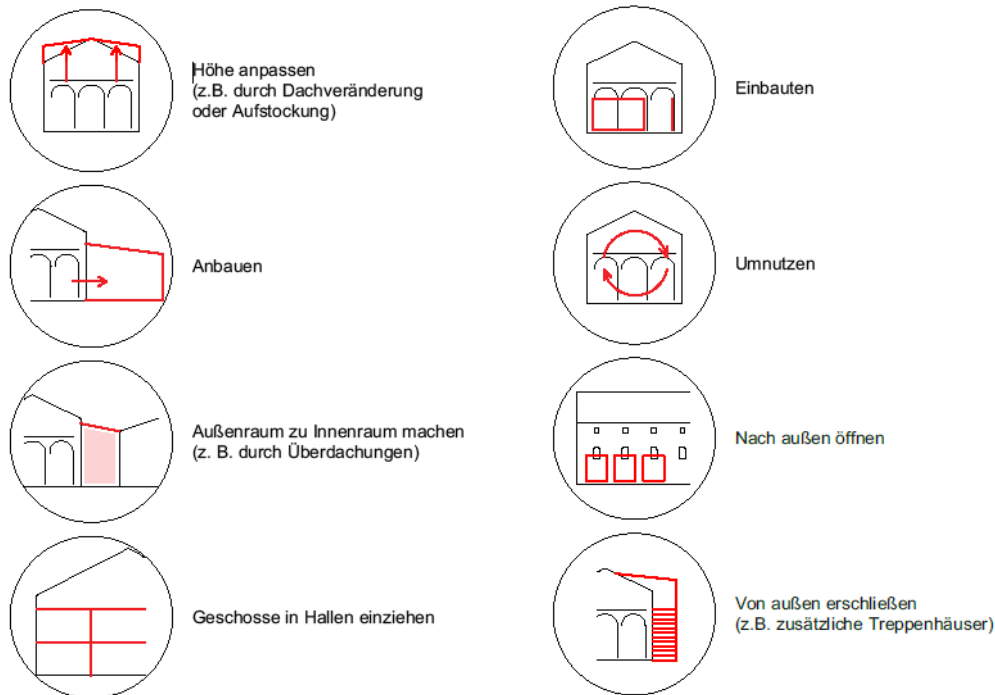 Höhe anpassen
(z.B. durch Dachveränderung
oder Aufstockung)
Anbauen
Außenraum zu Innenraum machen
(z. B. durch Überdachungen)
Geschosse in Hallen einziehen
Einbauten
Umnutzen
Nach außen öffnen
Von außen erschließen
(z.B. zusätzliche Treppenhäuser)